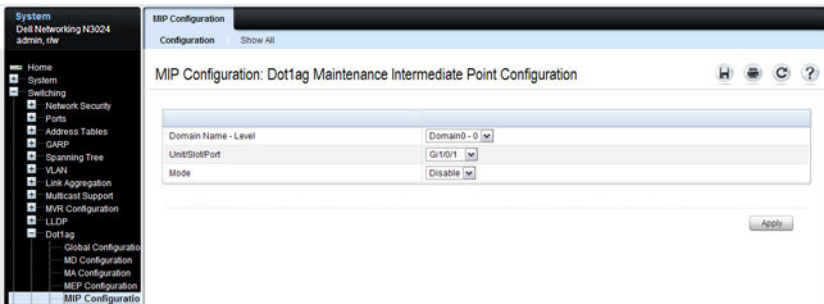 System
Dell Networking N3024
admin, r/w
Home
System
Switching
Network Security
Ports
Address Tables
GARP
Spanning Tree
VLAN
Link Aggregation
Multicast Support
MVR Configuration
LLDP
Dot1ag
Global Configuratio
MD Configuration
MA Configuration
MEP Configuration
MIP Configuratio
MIP Configuration
Configuration Show All
MIP Configuration: Dot1ag Maintenance Intermediate Point Configuration
Domain Name - Level Domain0 - 0
Unit/Slot/Port Gi1/0/1
Mode Disable
Apply